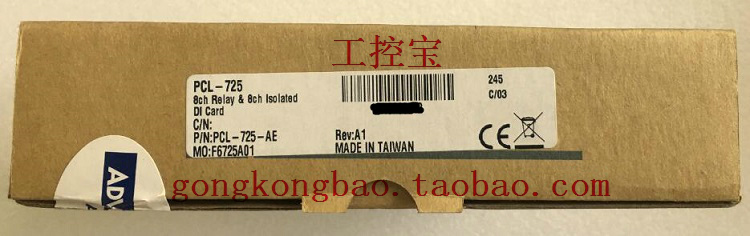 工控宝
PCL-725
8ch Relay & 8ch Isolated
DI Card
C/N:
P/N:PCL-725-AE
MO:F6725A01
245
C/03
Rev:A1
MADE IN TAIWAN
CE
ADV
gongkongbao.taobao.com